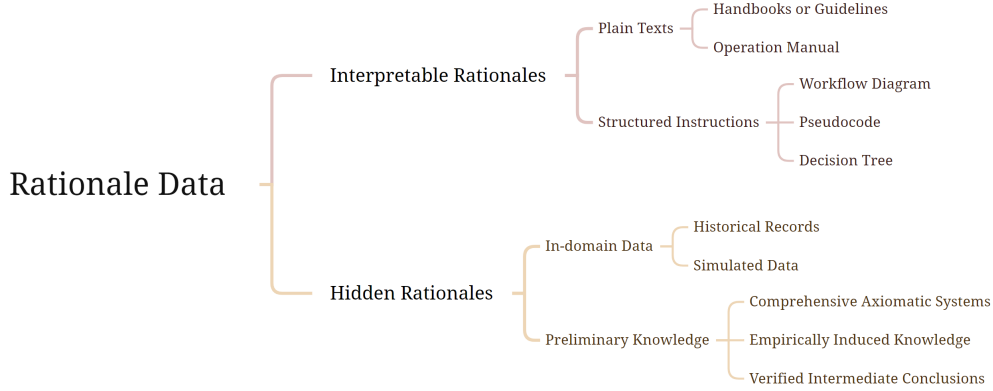 Rationale Data
Interpretable Rationales
Plain Texts
Handbooks or Guidelines
Operation Manual
Structured Instructions
Workflow Diagram
Pseudocode
Decision Tree
Hidden Rationales
In-domain Data
Historical Records
Simulated Data
Preliminary Knowledge
Comprehensive Axiomatic Systems
Empirically Induced Knowledge
Verified Intermediate Conclusions